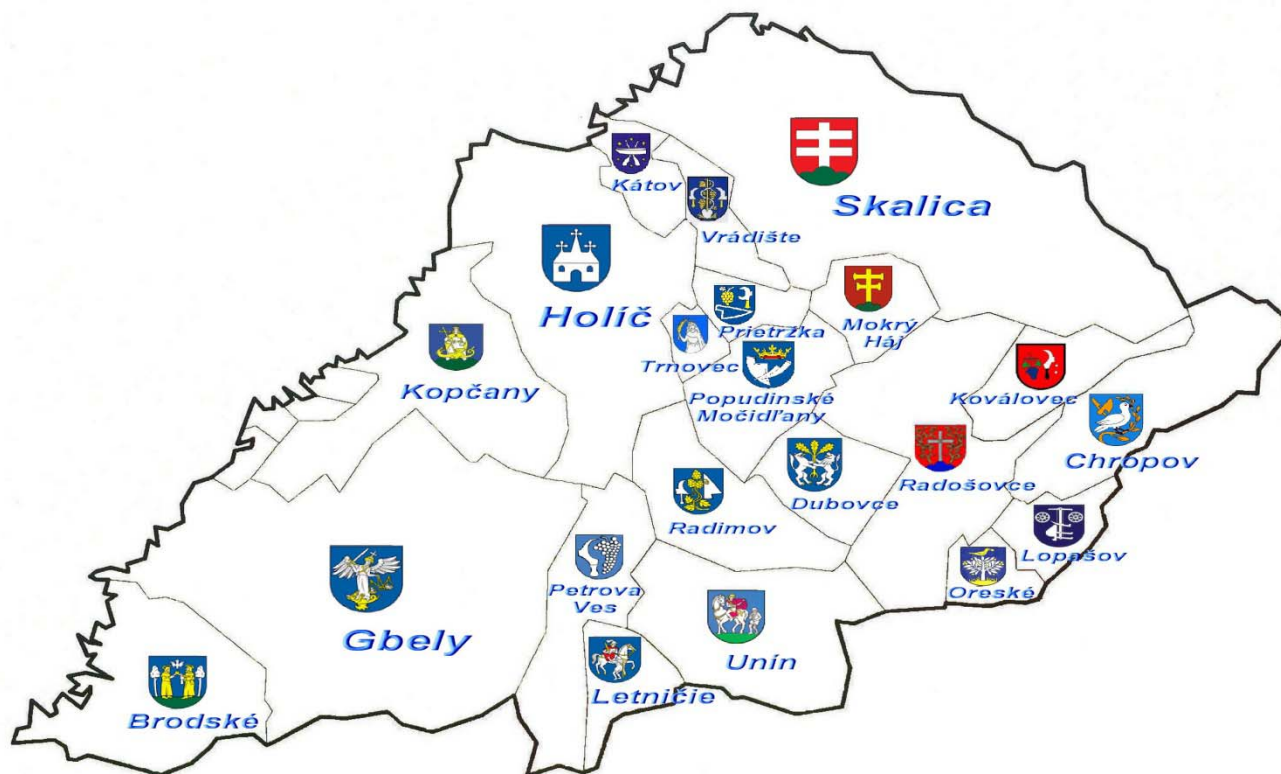 Kátov
Skalica
Vrádište
Holíč
Prietržka
Mokrý
Háj
Trnovec
Kopčany
Popudinské
Močidľany
Koválovec
Chropov
Radošovce
Dubovce
Radimov
Lopašov
Oreské
Petrova
Ves
Gbely
Unín
Letničie
Brodské